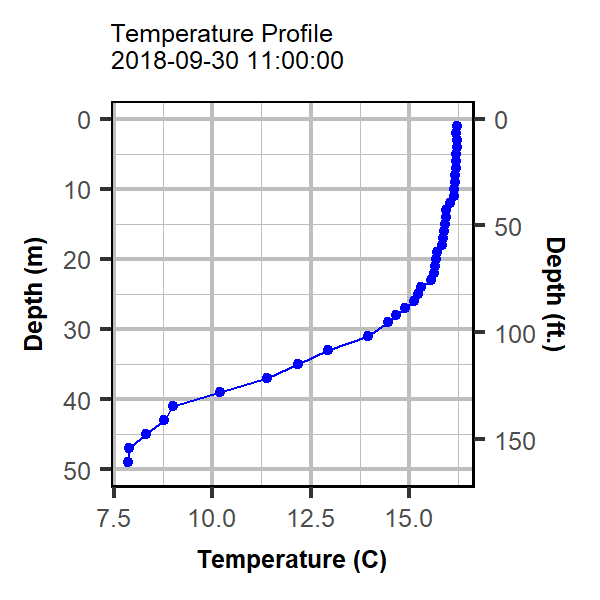 Temperature Profile
2018-09-30 11:00:00
0
10
20
30
40
50
Depth (m)
0
50
100
150
Depth (ft.)
7.5 10.0 12.5 15.0
Temperature (C)